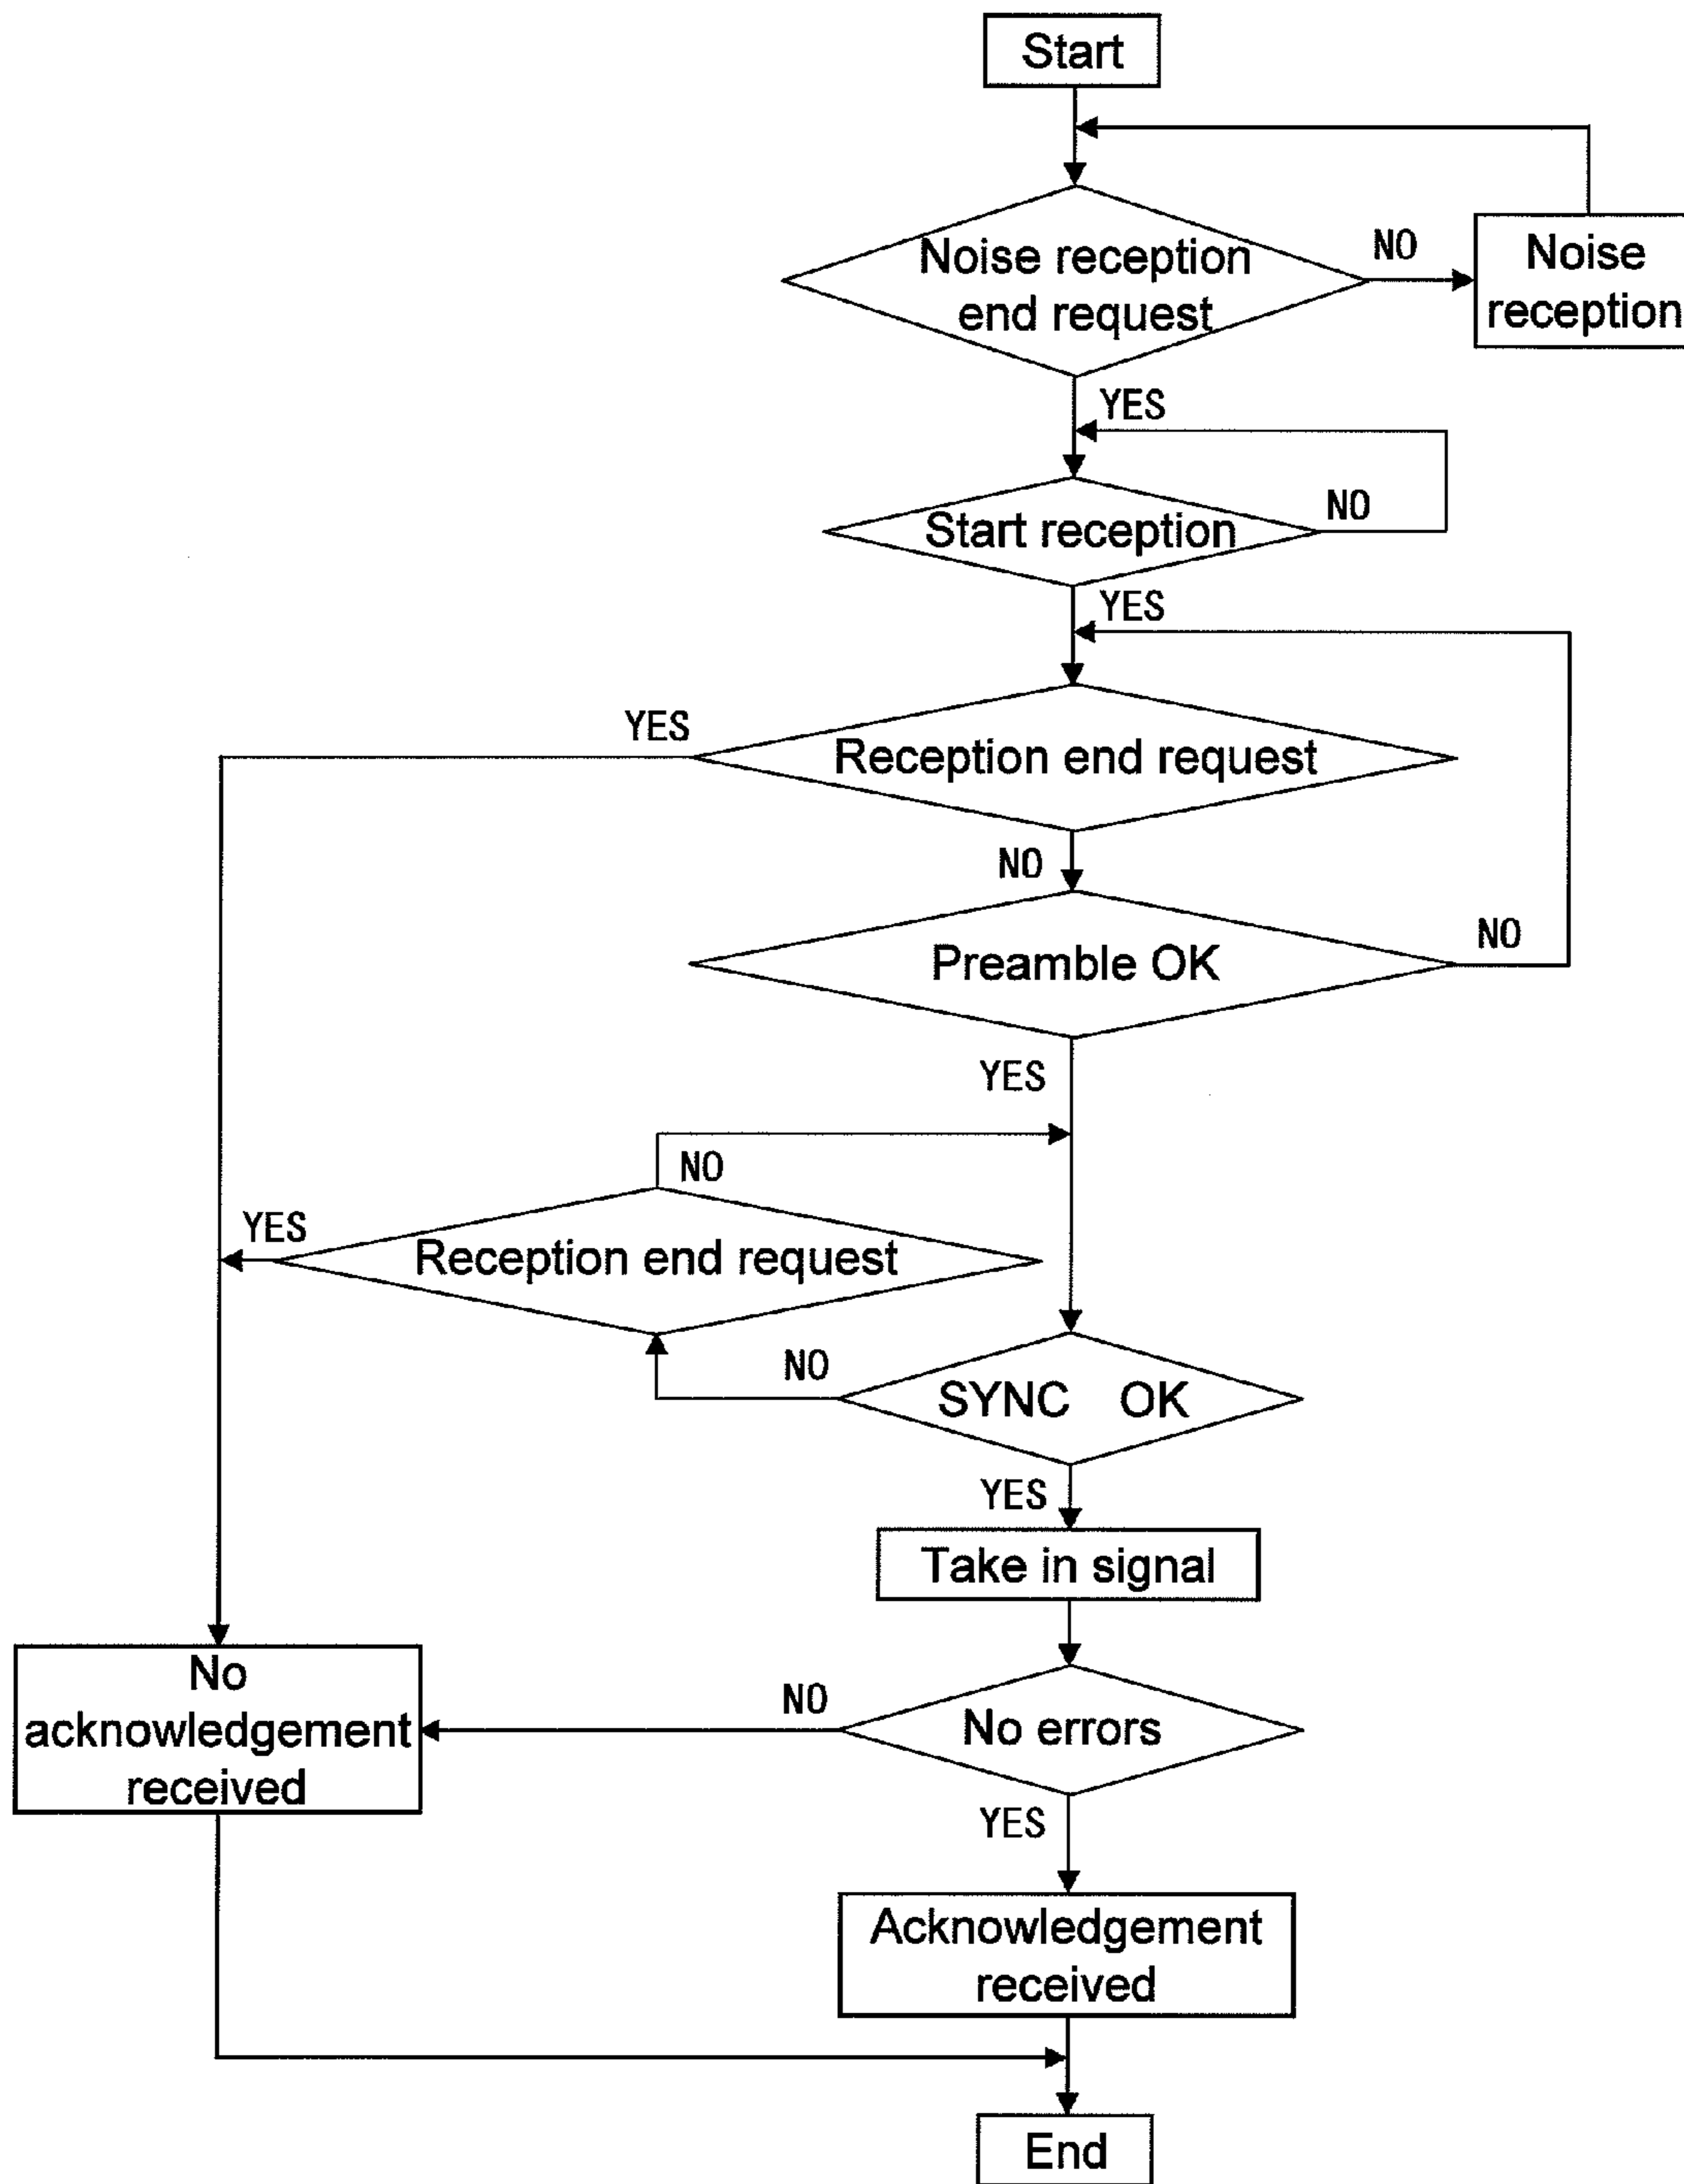 Start
Noise reception
end request
NO
Noise
reception
YES
Start reception
NO
YES
YES
Reception end request
NO
Preamble OK
NO
YES
NO
YES
Reception end request
NO
SYNC OK
YES
Take in signal
No
acknowledgement
received
NO
No errors
YES
Acknowledgement
received
End